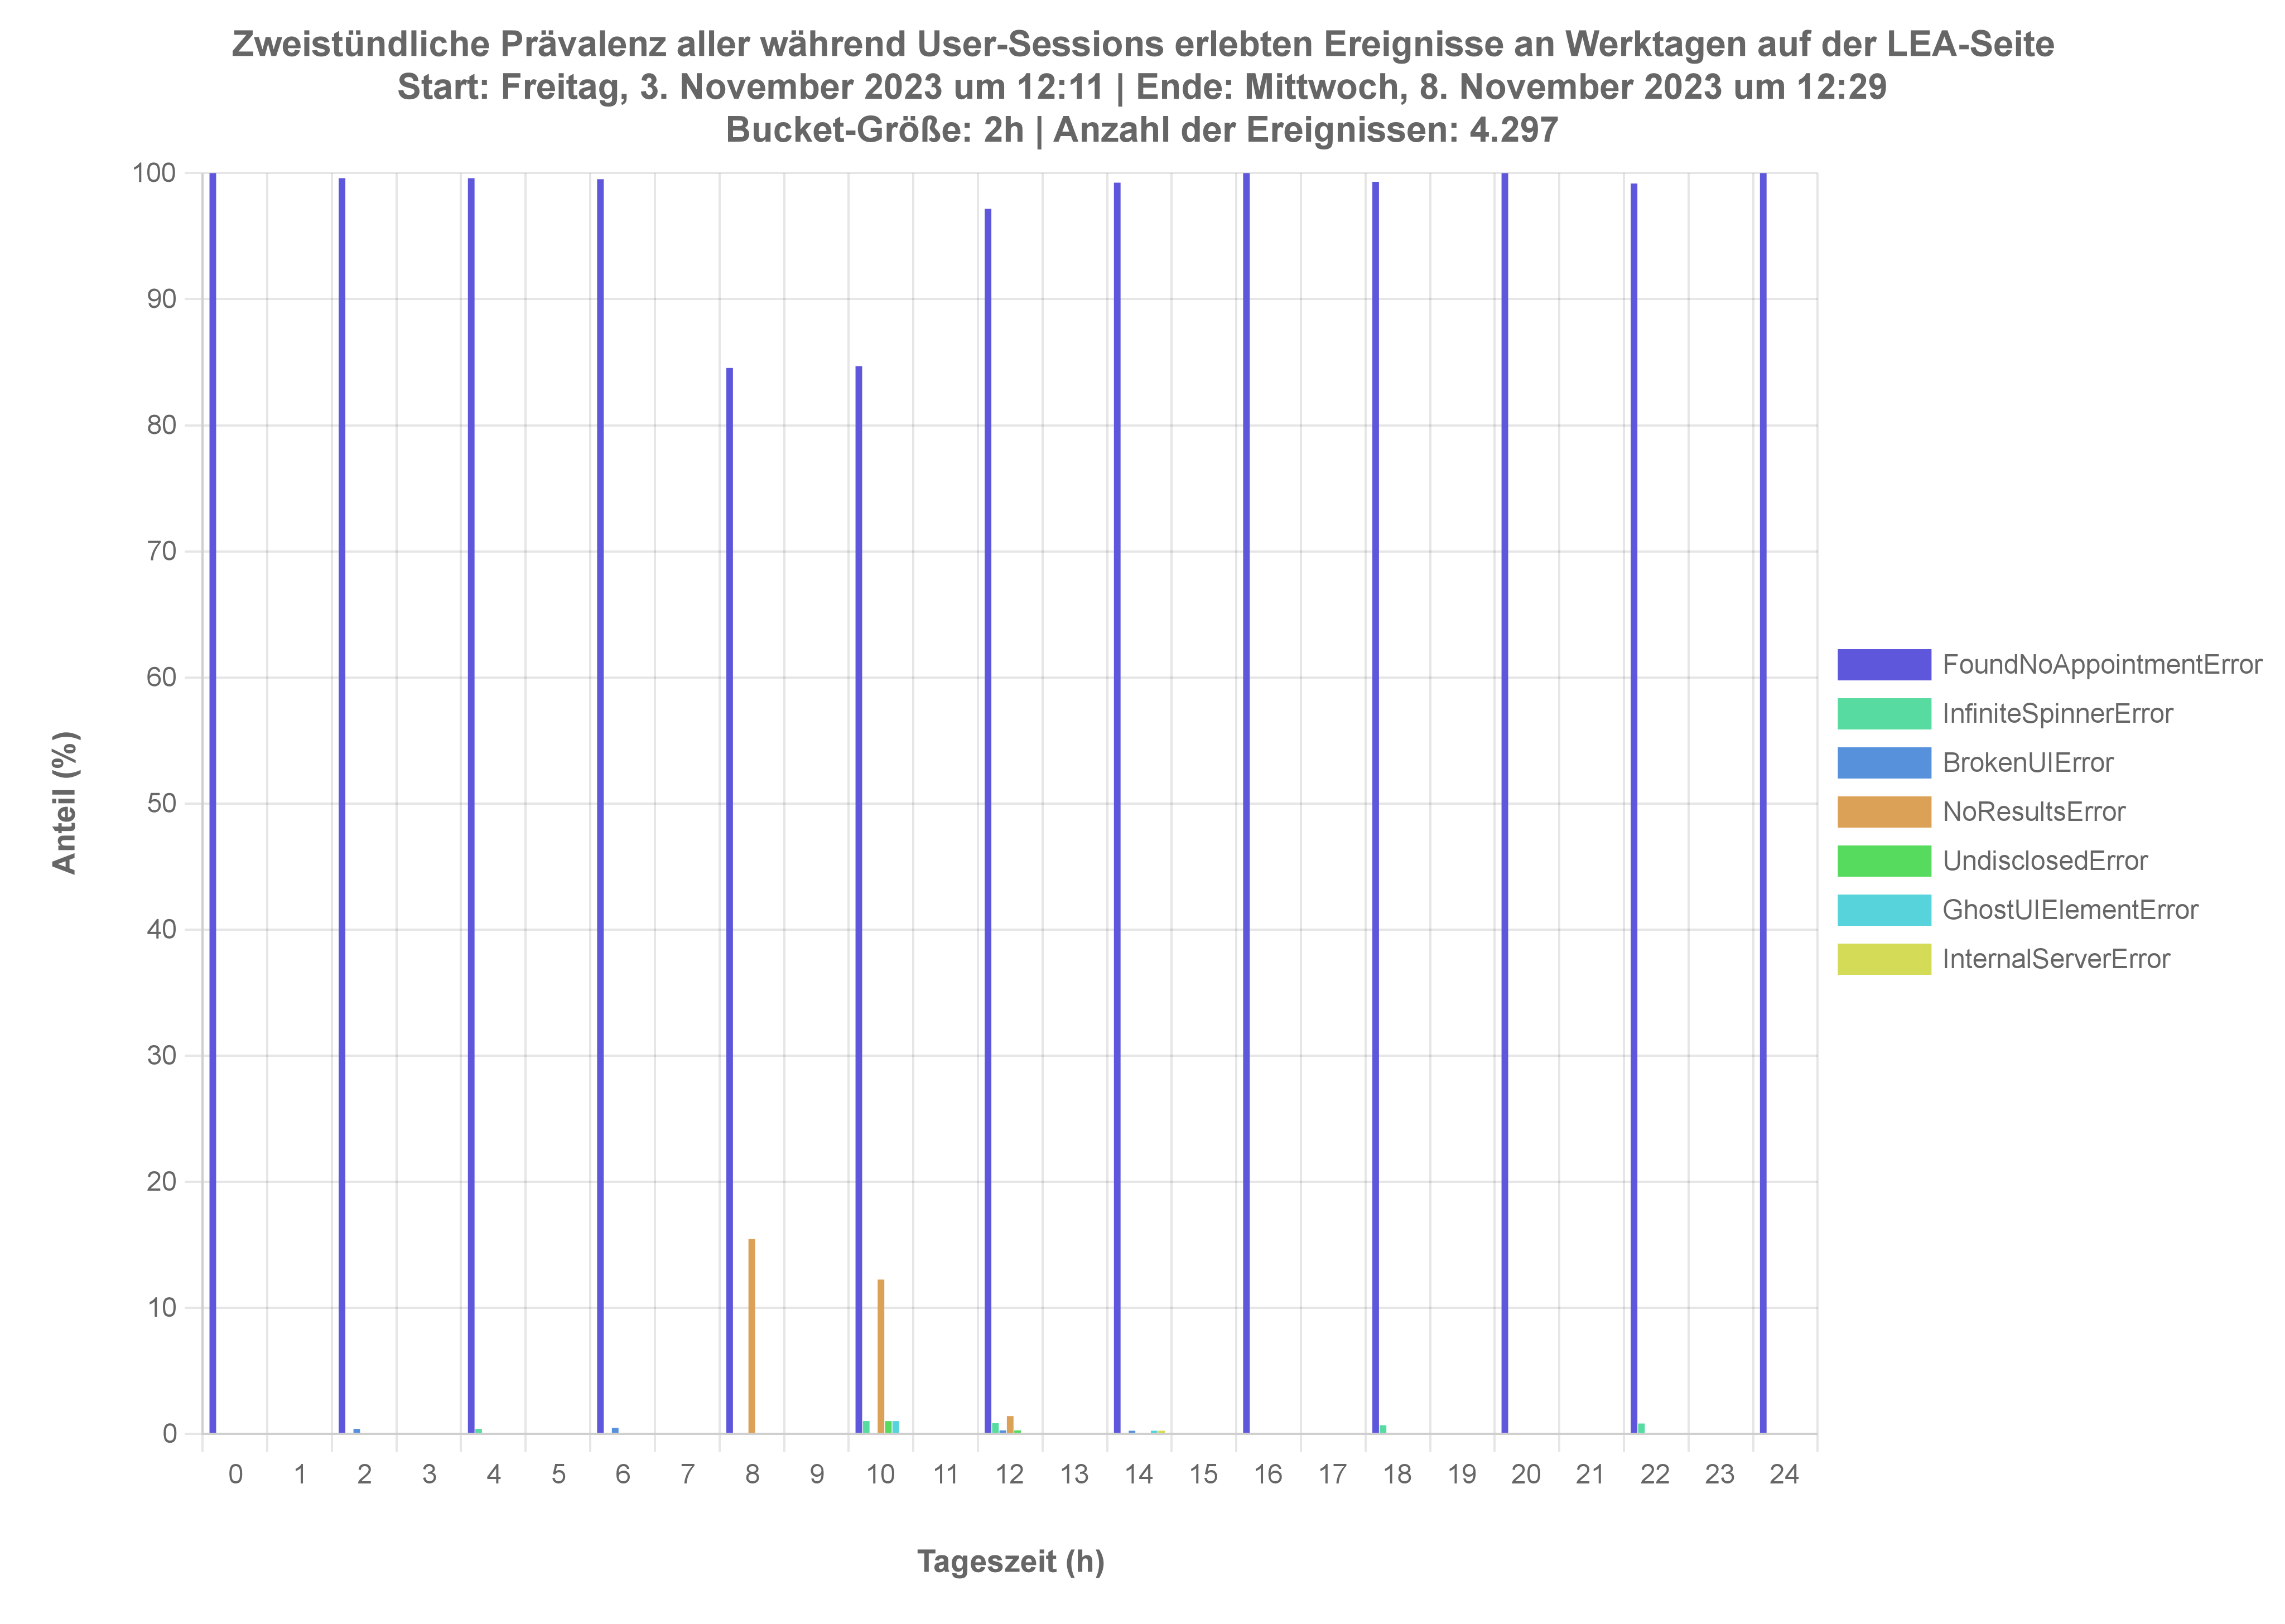 Zweistündliche Prävalenz aller während User-Sessions erlebten Ereignisse an Werktagen auf der LEA-Seite
Start: Freitag, 3. November 2023 um 12:11 | Ende: Mittwoch, 8. November 2023 um 12:29
Bucket-Größe: 2h | Anzahl der Ereignissen: 4.297
100
90
80
70
60
50
40
30
20
10
0
Anteil (%)
0 1 2 3 4 5 6 7 8 9 10 11 12 13 14 15 16 17 18 19 20 21 22 23 24
Tageszeit (h)
FoundNoAppointmentError
InfiniteSpinnerError
BrokenUIError
NoResultsError
UndisclosedError
GhostUIElementError
InternalServerError